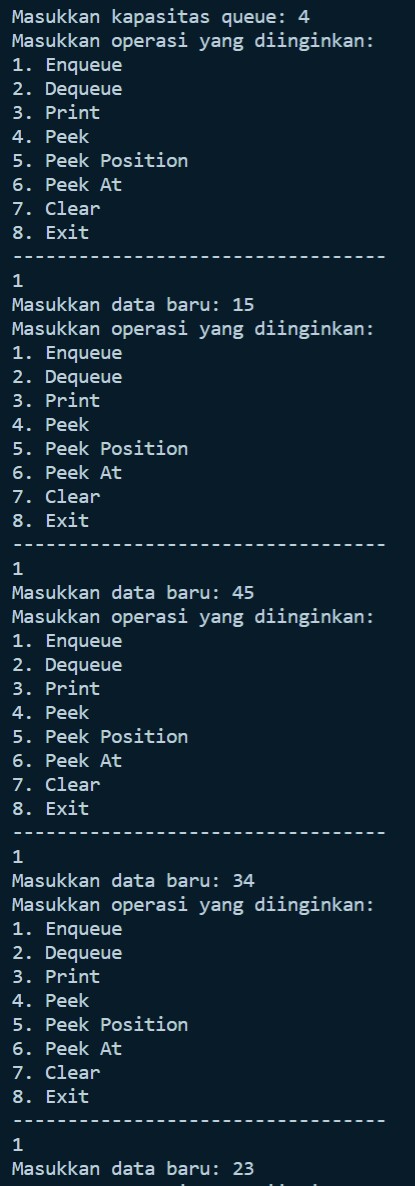 Masukkan kapasitas queue: 4
Masukkan operasi yang diinginkan:
1. Enqueue
2. Dequeue
3. Print
4. Peek
5. Peek Position
6. Peek At
7. Clear
8. Exit
----------------------------------
1
Masukkan data baru: 15
Masukkan operasi yang diinginkan:
1. Enqueue
2. Dequeue
3. Print
4. Peek
5. Peek Position
6. Peek At
7. Clear
8. Exit
----------------------------------
1
Masukkan data baru: 45
Masukkan operasi yang diinginkan:
1. Enqueue
2. Dequeue
3. Print
4. Peek
5. Peek Position
6. Peek At
7. Clear
8. Exit
----------------------------------
1
Masukkan data baru: 34
Masukkan operasi yang diinginkan:
1. Enqueue
2. Dequeue
3. Print
4. Peek
5. Peek Position
6. Peek At
7. Clear
8. Exit
----------------------------------
1
Masukkan data baru: 23